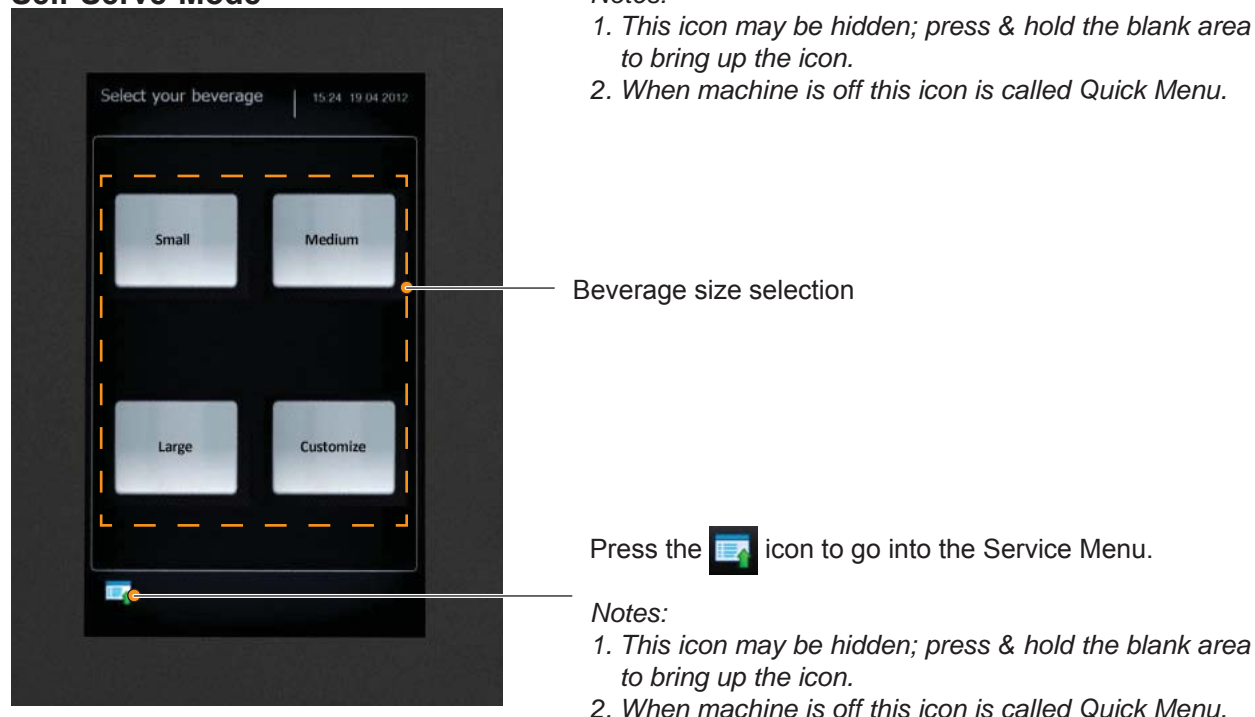 Self-Serve Mode
Notes:
1. This icon may be hidden; press & hold the blank area
to bring up the icon.
2. When machine is off this icon is called Quick Menu.
Select your beverage
15:24 19.04.2012
Small
Medium
Beverage size selection
Large
Customize
Press the icon to go into the Service Menu.
Notes:
1. This icon may be hidden; press & hold the blank area
to bring up the icon.
2. When machine is off this icon is called Quick Menu.